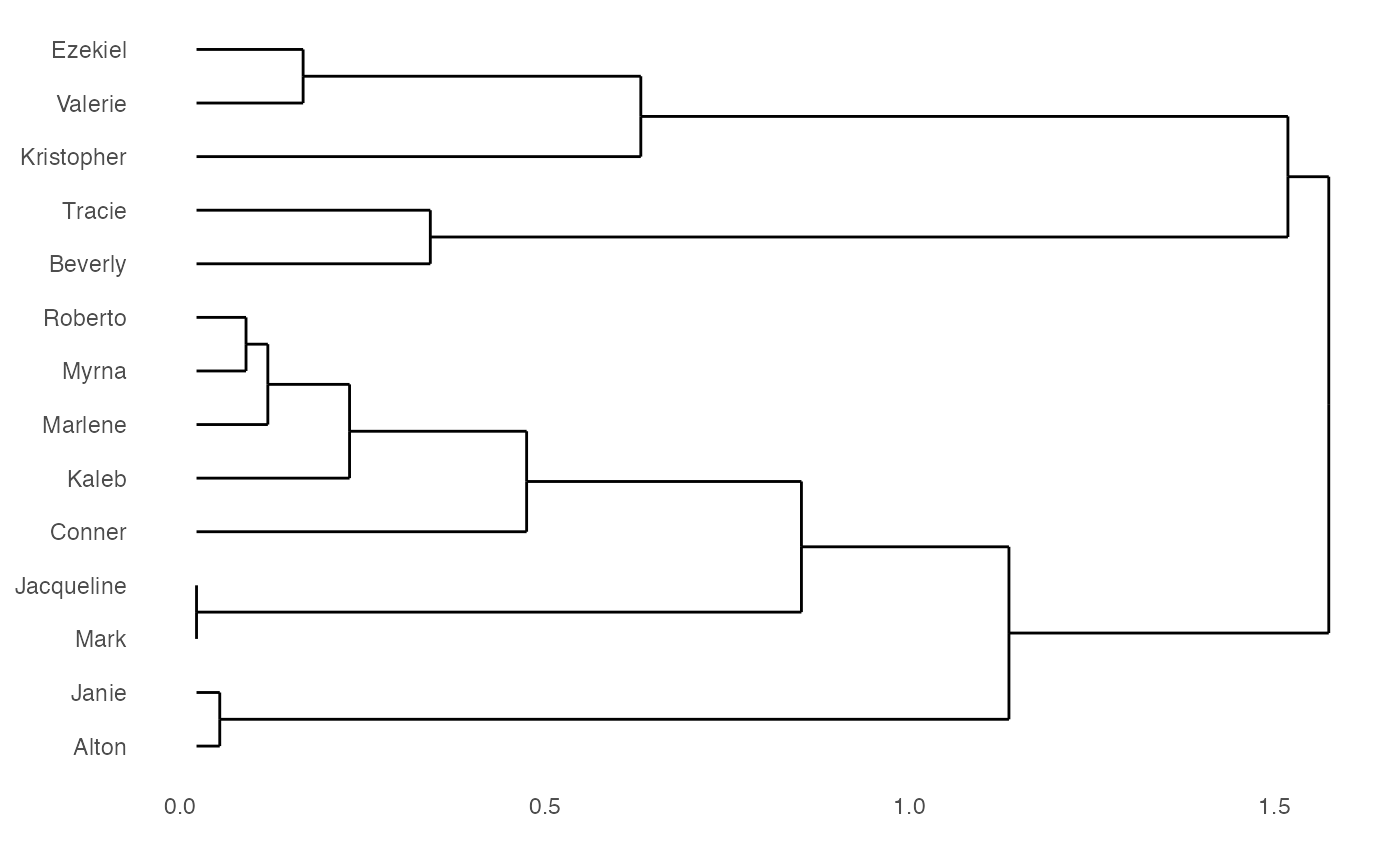 Ezekiel
Valerie
Kristopher
Tracie
Beverly
Roberto
Myrna
Marlene
Kaleb
Conner
Jacqueline
Mark
Janie
Alton
0.0 0.5 1.0 1.5